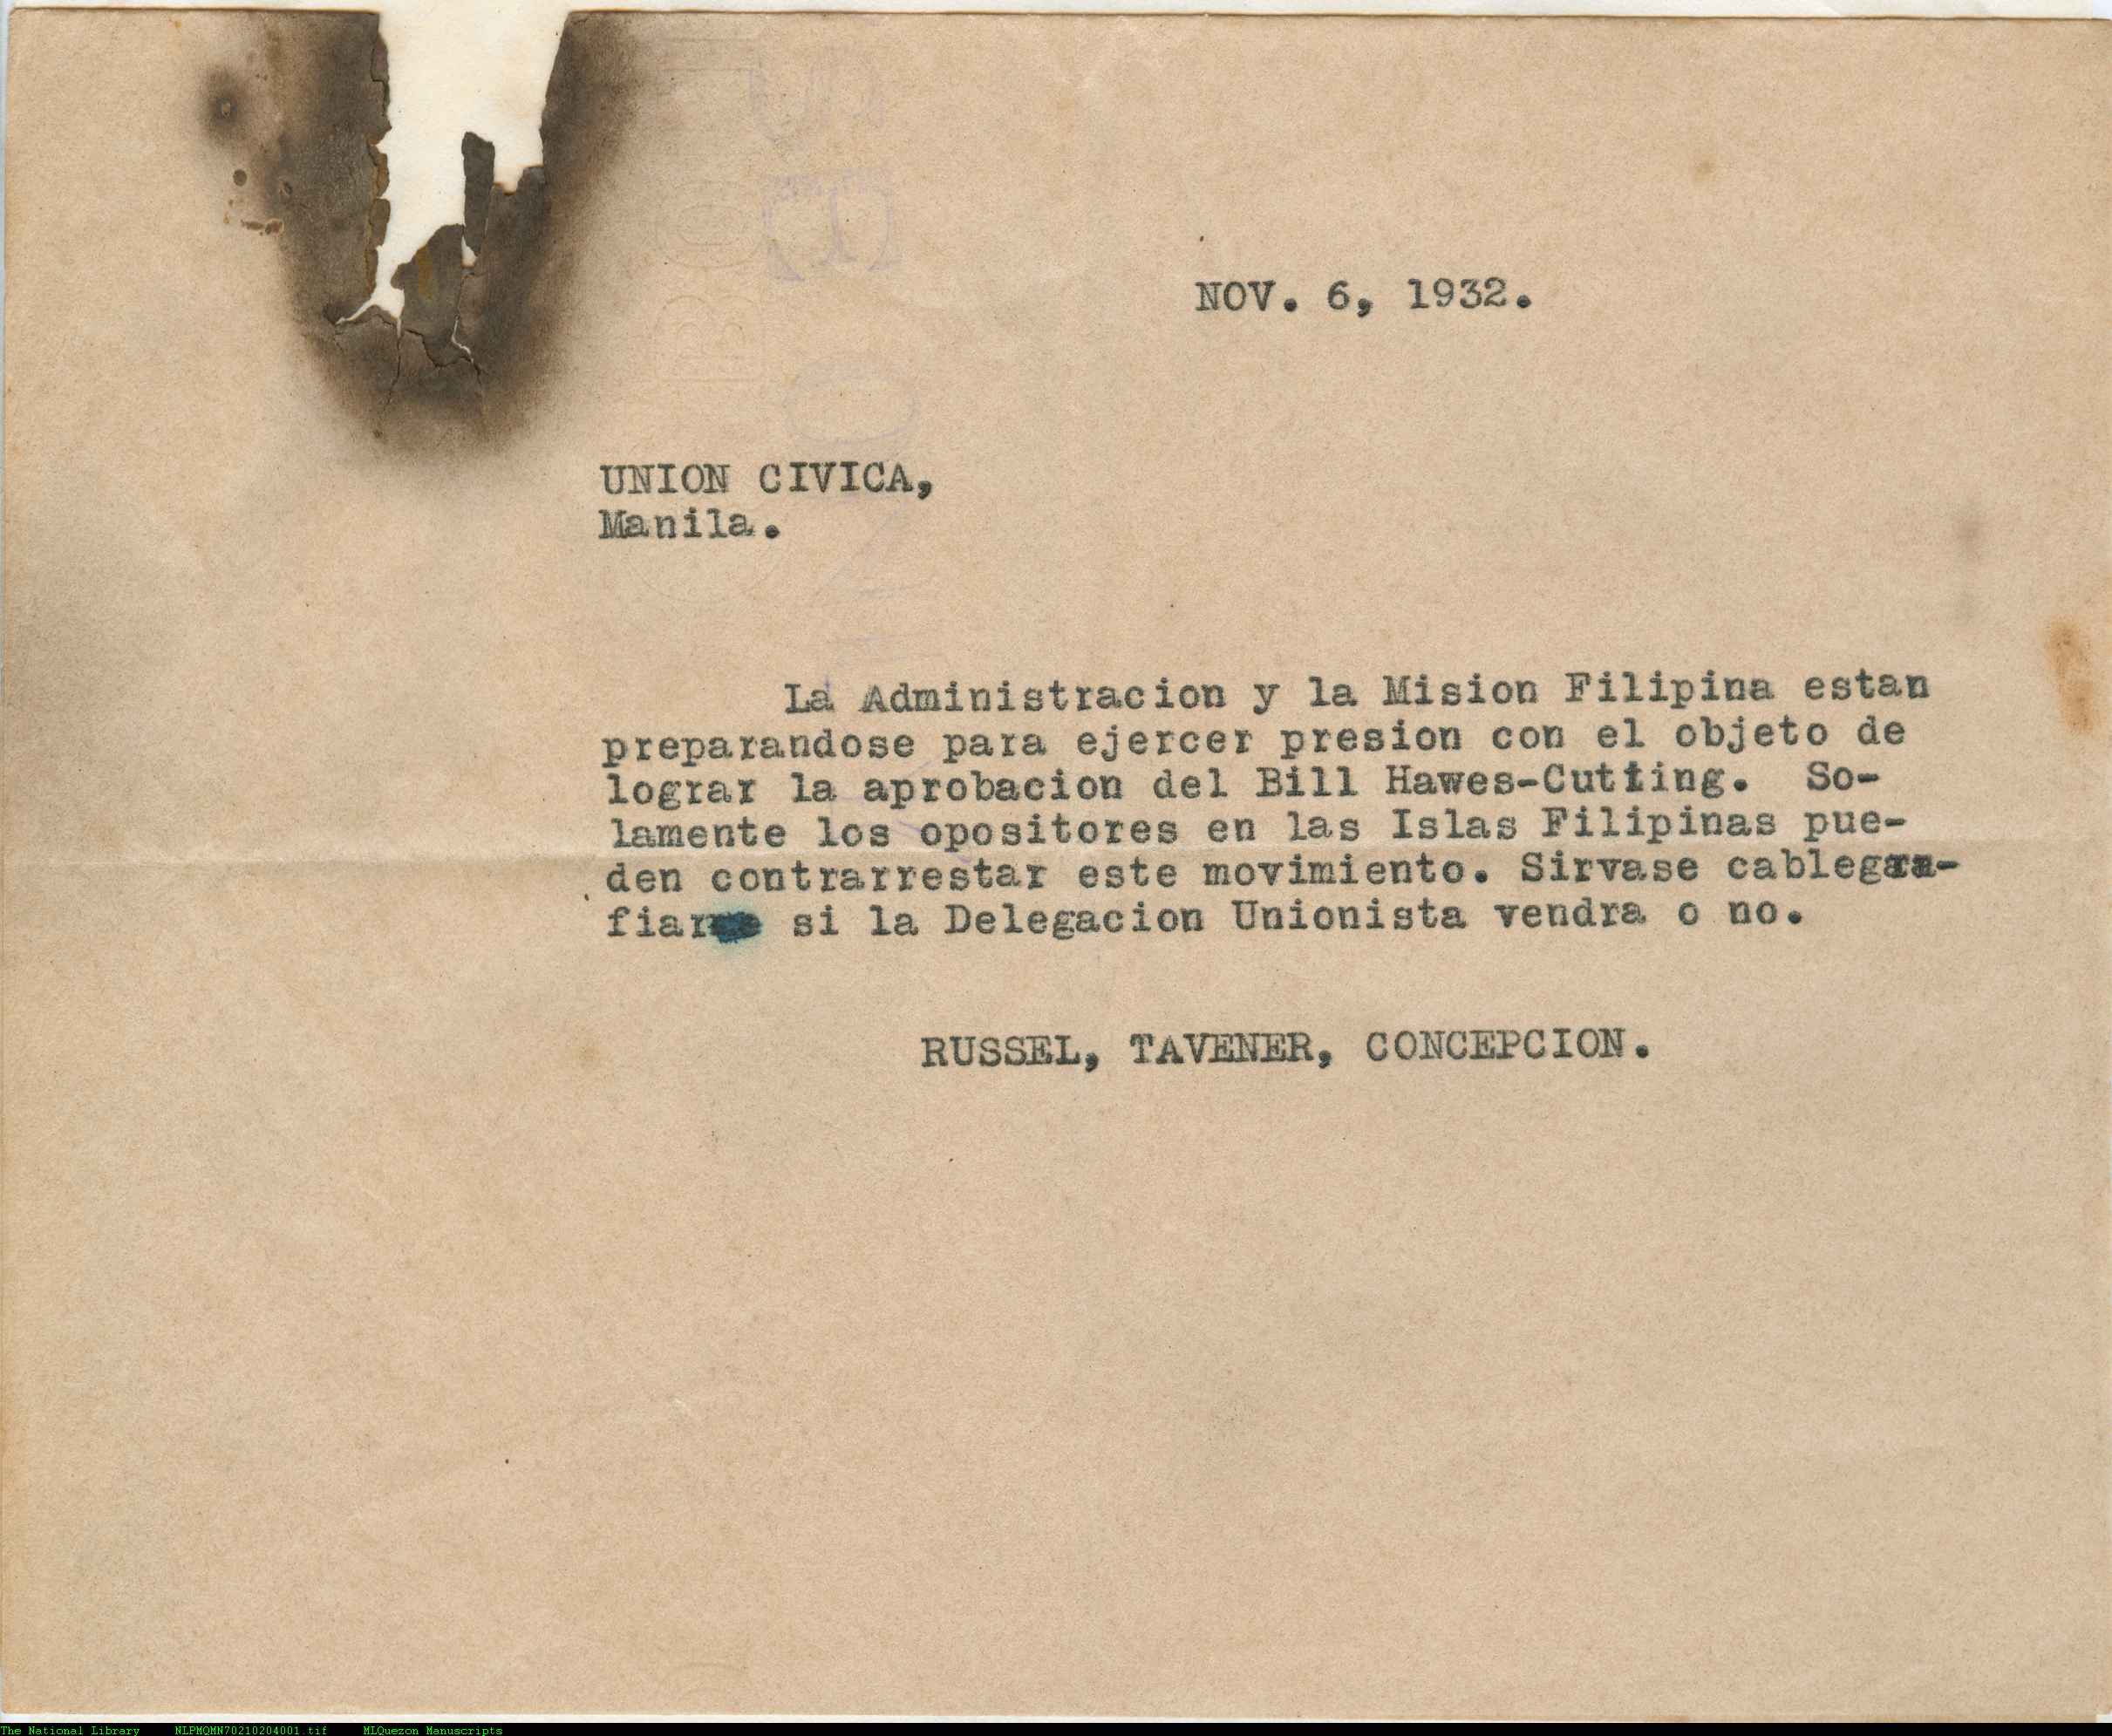 NOV. 6, 1932.
UNION CIVICA,
Manila.
La Administracion y la Mision Filipina estan
preparandose para ejercer presion con el objeto de
lograr la aprobacion del Bill Hawes-Cutting. So-
lamente los opositores en las Islas Filipinas pue-
den contrarrestar este movimiento. Sirvase cablegra-
fiar si la Delegacion Unionista vendra o no.
RUSSEL, TAVENER, CONCEPCION.
The National Library NLPMQMN70210204001.tif MLQuezon Manuscripts